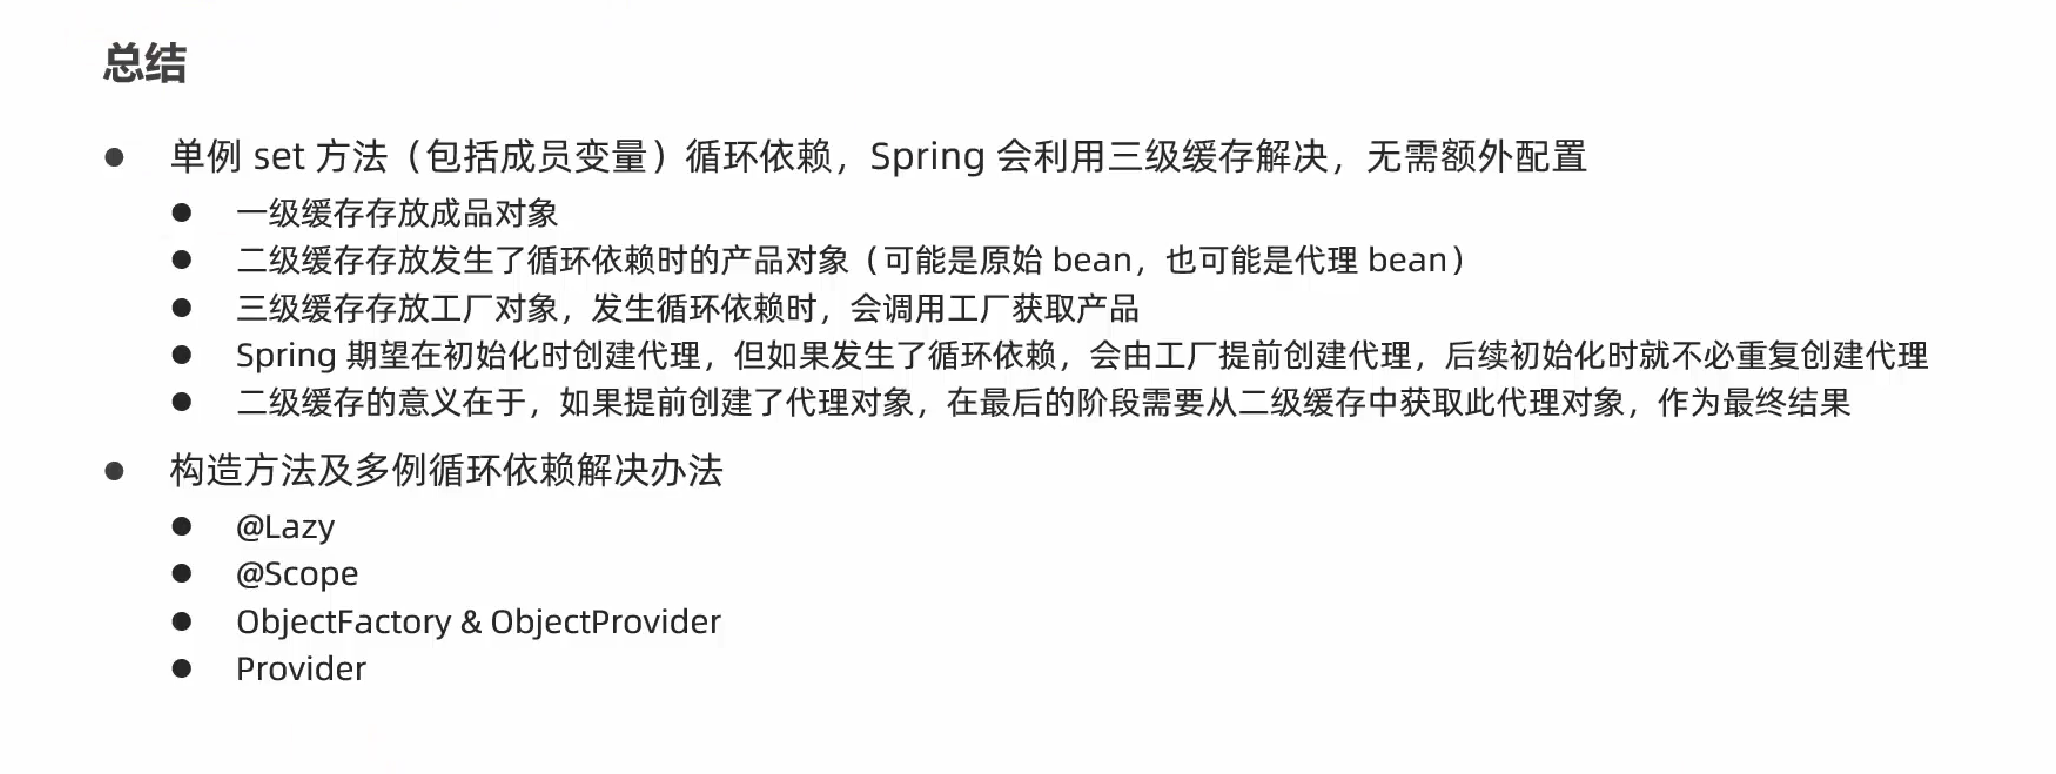 总结
单例 set 方法（包括成员变量）循环依赖，Spring 会利用三级缓存解决，无需额外配置
一级缓存存放成品对象
二级缓存存放发生了循环依赖时的产品对象（可能是原始 bean，也可能是代理 bean）
三级缓存存放工厂对象，发生循环依赖时，会调用工厂获取产品
Spring 期望在初始化时创建代理，但如果发生了循环依赖，会由工厂提前创建代理，后续初始化时就不必重复创建代理
二级缓存的意义在于，如果提前创建了代理对象，在最后的阶段需要从二级缓存中获取此代理对象，作为最终结果
构造方法及多例循环依赖解决办法
@Lazy
@Scope
ObjectFactory & ObjectProvider
Provider